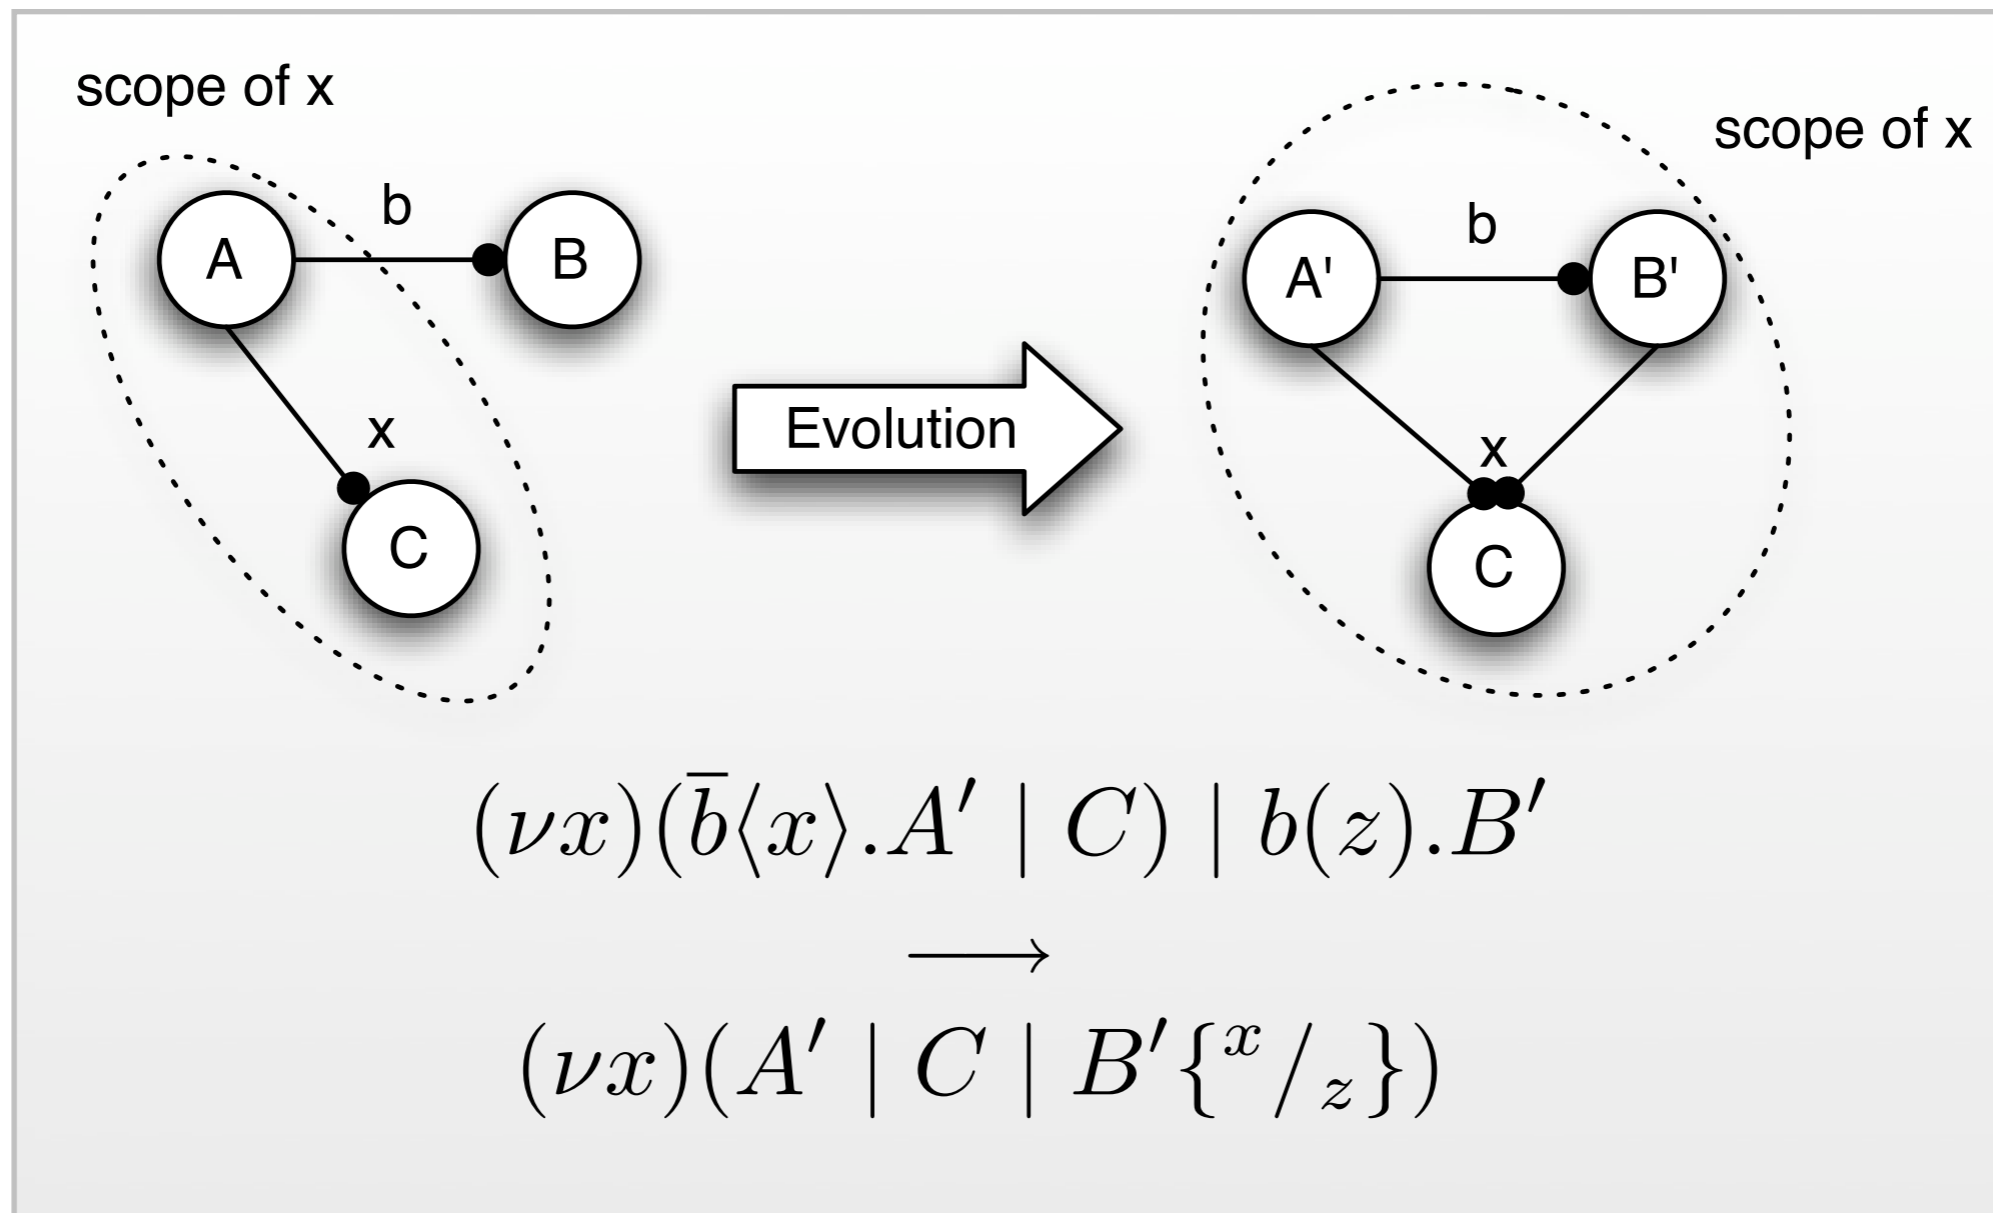 scope of x
scope of x
A
b
B
A'
b
B'
x
Evolution
x
C
C
(νx)(b̅⟨x⟩.A′ | C) | b(z).B′
⟶
(νx)(A′ | C | B′{ˣ/𝓏})